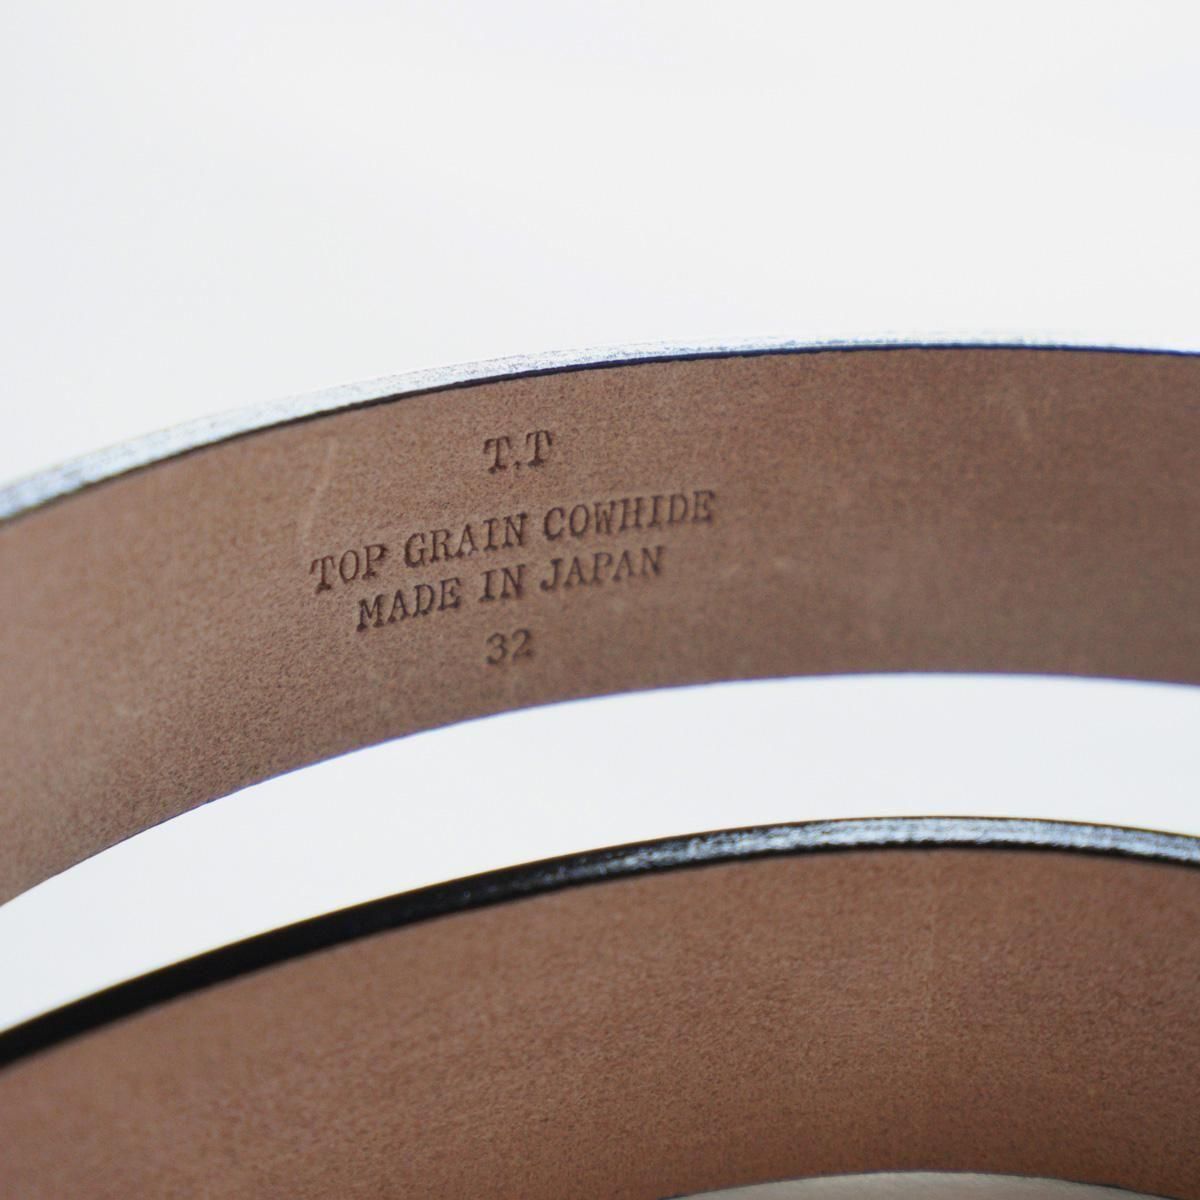 T.T
TOP GRAIN COWHIDE
MADE IN JAPAN
32